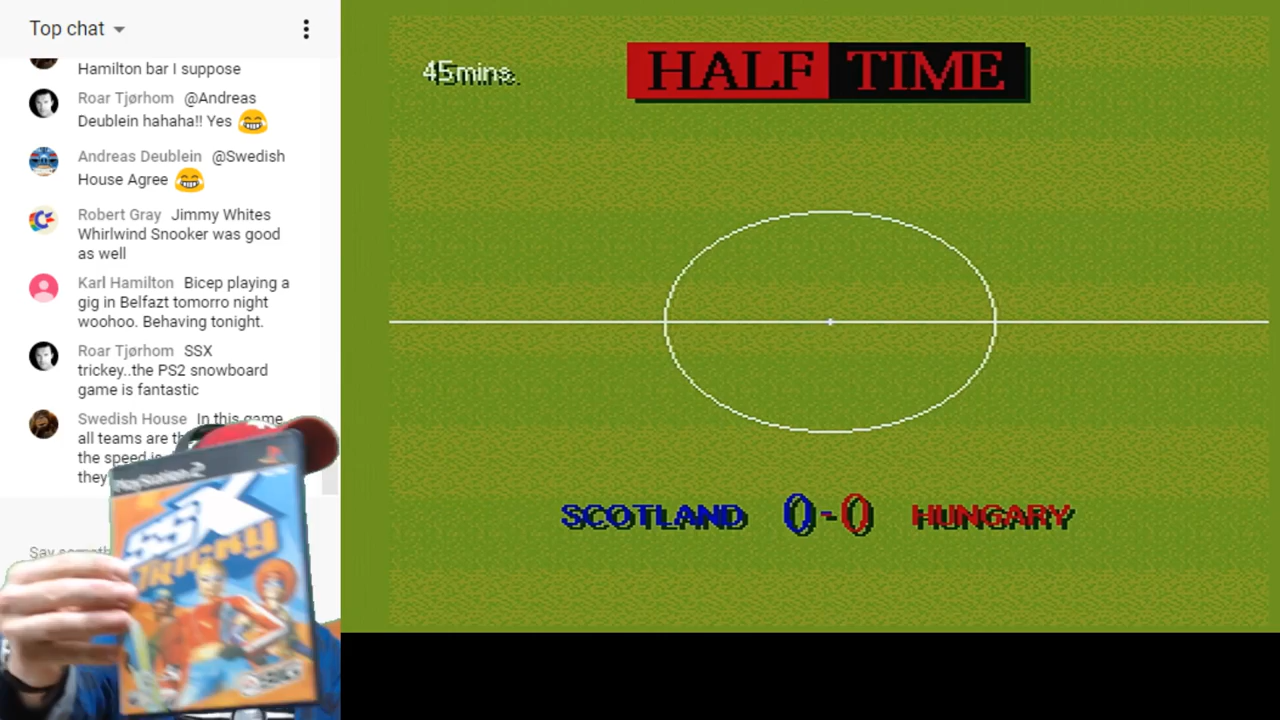 Top chat
Hamilton bar I suppose
Roar Tjørhom @Andreas
Deublein hahaha!! Yes
Andreas Deublein @Swedish
House Agree
Robert Gray Jimmy Whites
Whirlwind Snooker was good
as well
Karl Hamilton Bicep playing a
gig in Belfazt tomorro night
woohoo. Behaving tonight.
Roar Tjørhom SSX
trickey..the PS2 snowboard
game is fantastic
Swedish House In this game
all teams are
the speed
they
Say
PlayStation 2
SSX
TRICKY
BIG
45mins.
HALF TIME
SCOTLAND 0-0 HUNGARY